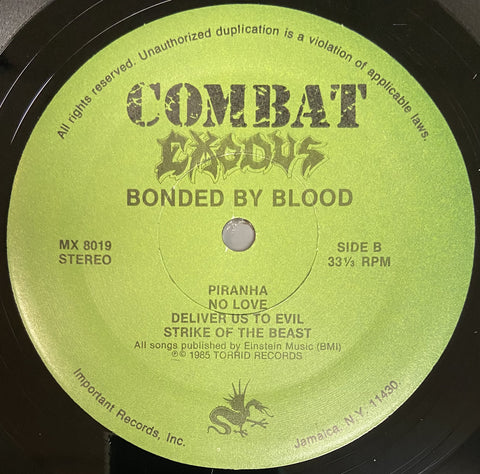 All rights reserved. Unauthorized duplication is a violation of applicable laws.
COMBAT
EXODUS
BONDED BY BLOOD
MX 8019
STEREO
SIDE B
33⅓ RPM
PIRANHA
NO LOVE
DELIVER US TO EVIL
STRIKE OF THE BEAST
All songs published by Einstein Music (BMI)
℗© 1985 TORRID RECORDS
Important Records, Inc.
Jamaica, N.Y. 11430